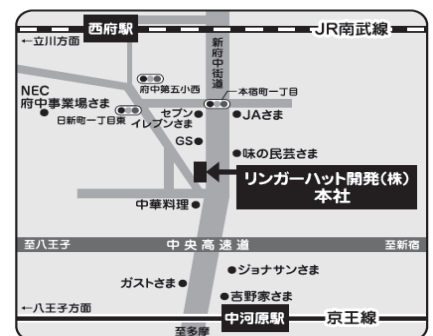 西府駅
JR南武線
←立川方面
新府中街道
府中第五小西
本宿町一丁目
NEC
府中事業場さま
日新町一丁目東
セブン
イレブンさま
JAさま
GS
味の民芸さま
リンガーハット開発(株)
本社
中華料理
至八王子
中央高速道
至新宿
ジョナサンさま
ガストさま
吉野家さま
←八王子方面
中河原駅
京王線
至多摩